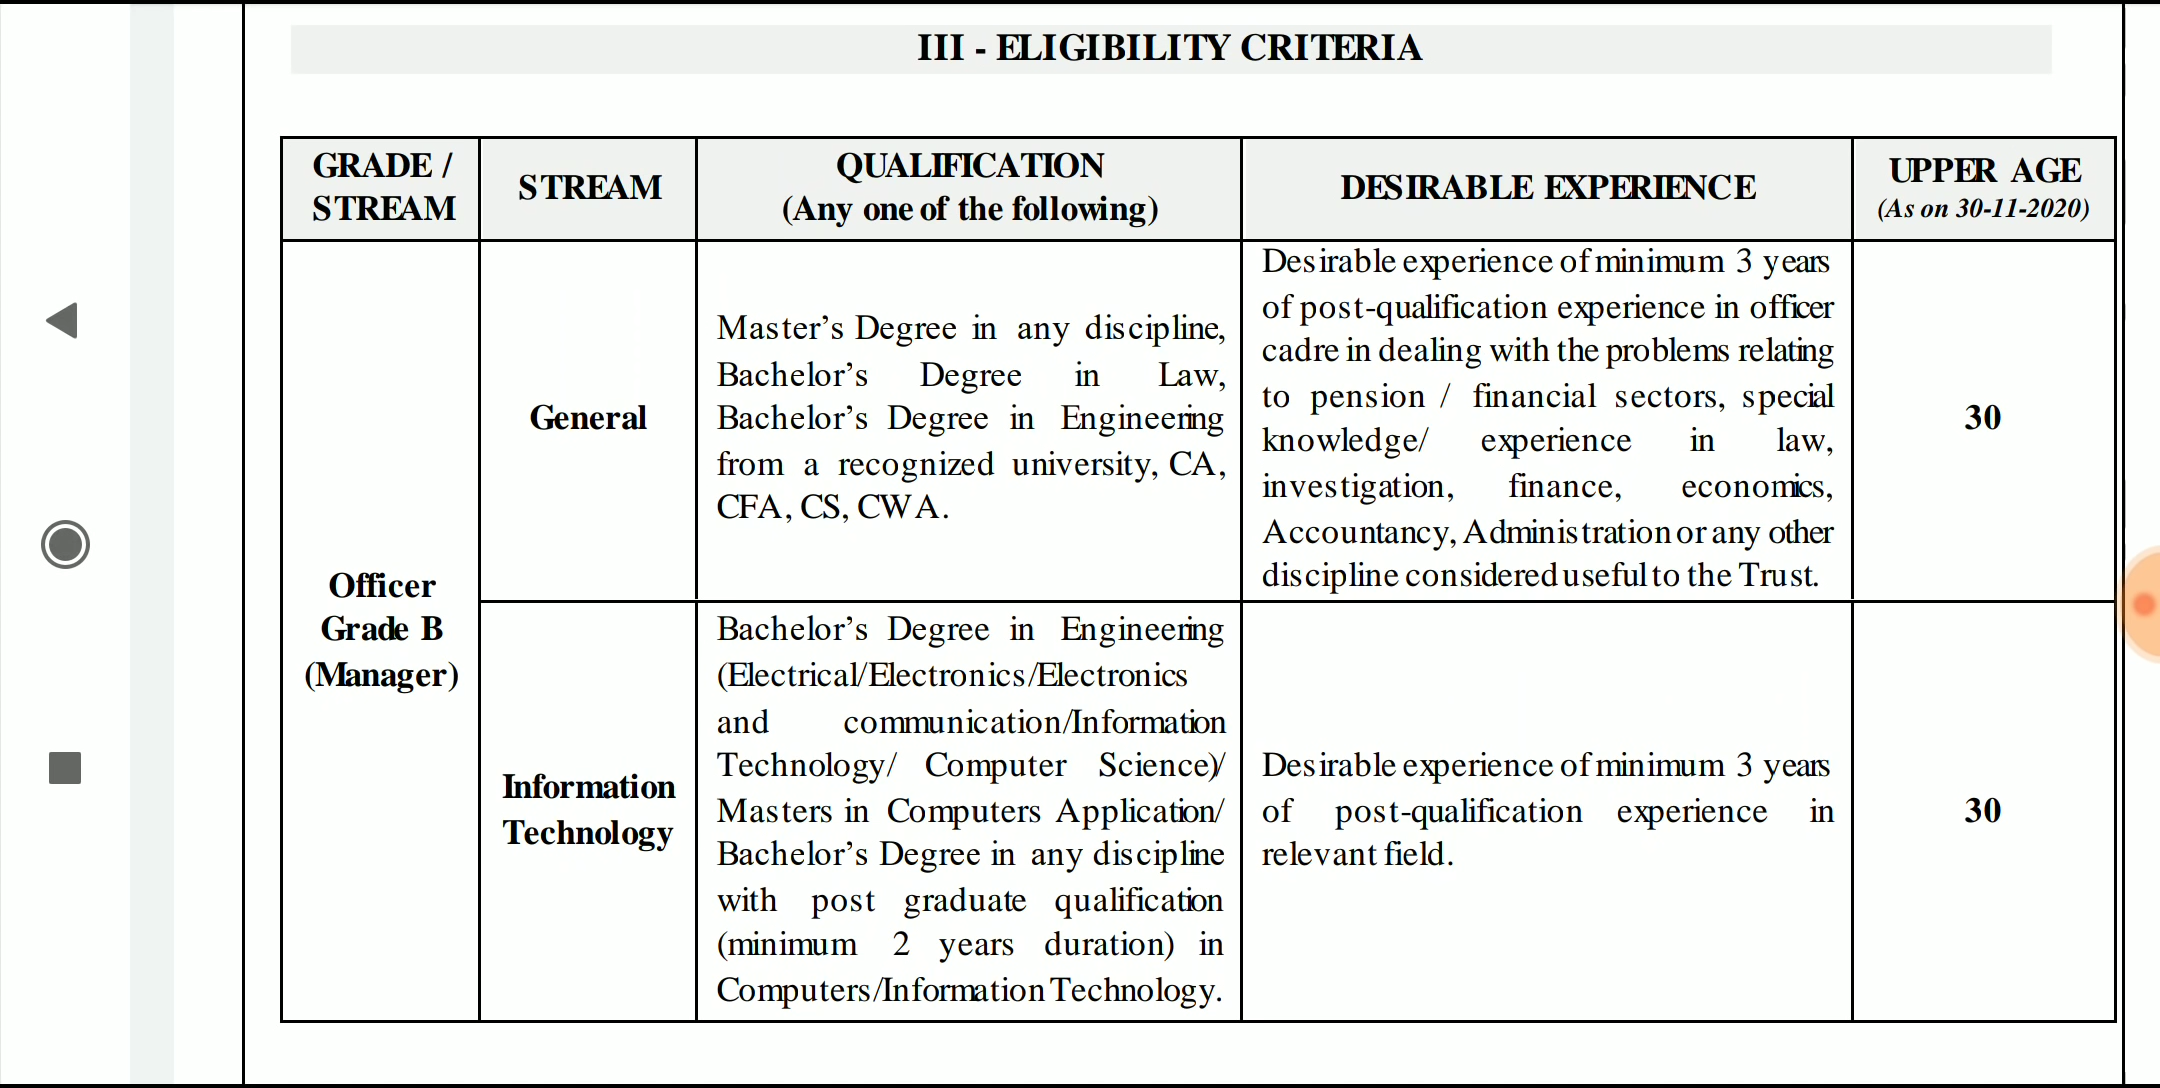 III - ELIGIBILITY CRITERIA
GRADE /
STREAM
STREAM
QUALIFICATION
(Any one of the following)
DESIRABLE EXPERIENCE
UPPER AGE
(As on 30-11-2020)
Officer
Grade B
(Manager)
General
Master’s Degree in any discipline,
Bachelor’s Degree in Law,
Bachelor’s Degree in Engineering
from a recognized university, CA,
CFA, CS, CWA.
Desirable experience of minimum 3 years
of post-qualification experience in officer
cadre in dealing with the problems relating
to pension / financial sectors, special
knowledge/ experience in law,
investigation, finance, economics,
Accountancy, Administration or any other
discipline considered useful to the Trust.
30
Information
Technology
Bachelor’s Degree in Engineering
(Electrical/Electronics/Electronics
and communication/Information
Technology/ Computer Science)/
Masters in Computers Application/
Bachelor’s Degree in any discipline
with post graduate qualification
(minimum 2 years duration) in
Computers/Information Technology.
Desirable experience of minimum 3 years
of post-qualification experience in
relevant field.
30